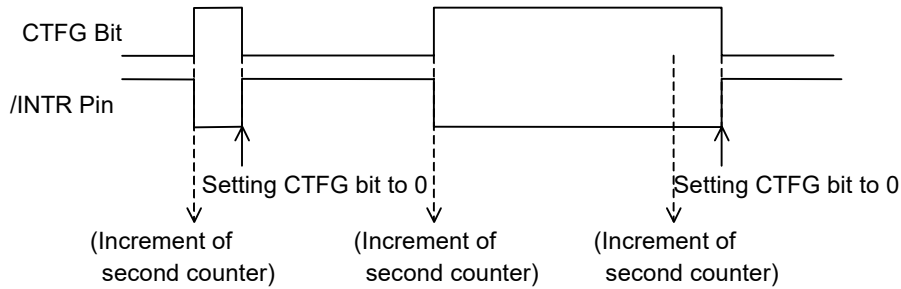 CTFG Bit
/INTR Pin
Setting CTFG bit to 0
Setting CTFG bit to 0
(Increment of
second counter)
(Increment of
second counter)
(Increment of
second counter)